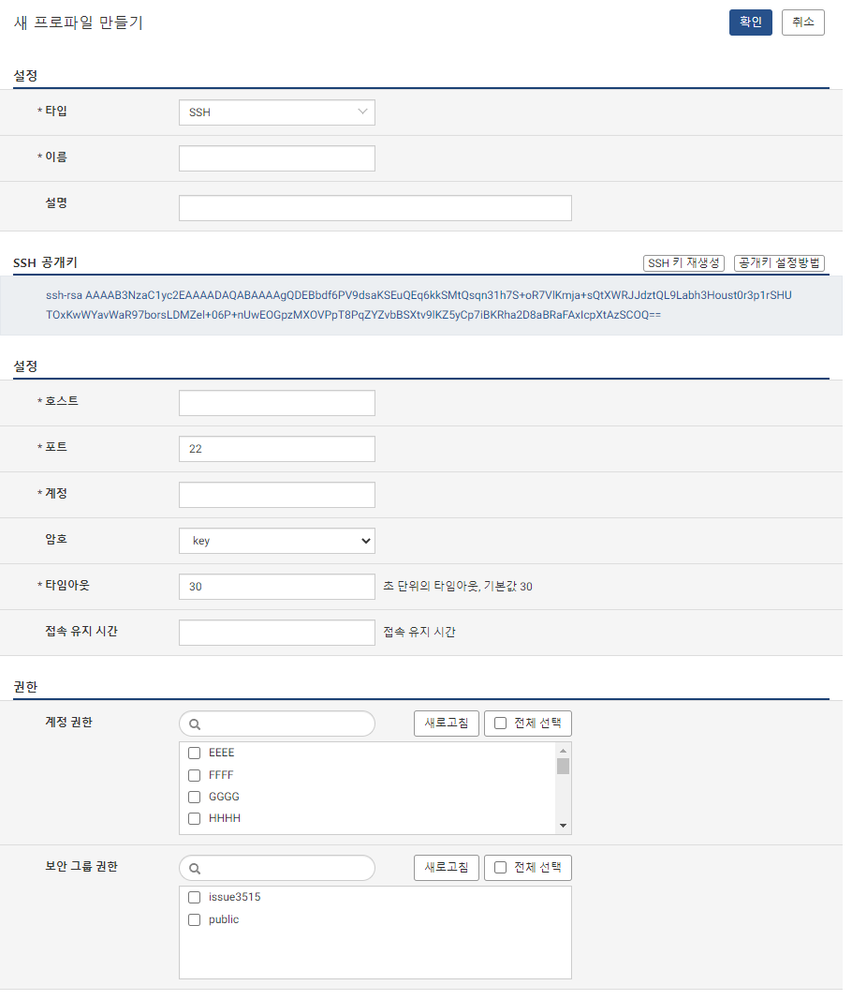 새 프로파일 만들기
확인 취소
설정
* 타입 SSH
* 이름
설명
SSH 공개키 SSH 키 재생성 공개키 설정방법
ssh-rsa AAAAB3NzaC1yc2EAAAADAQABAAAAgQDEBbdf6PV9dsaKSEuQEq6kkSMtQsqn31h7S+oR7VlKmja+sQtXWRJJdztQL9Labh3Houst0r3p1rSHU
TOxKwWYavWaR97borsLDMZel+06P+nUwEOGpzMXOVPpT8PqZYZvbBSXtv9lKZ5yCp7iBKRha2D8aBRaFAxIcpXtAzSCOQ==
설정
* 호스트
* 포트 22
* 계정
암호 key
* 타임아웃 30 초 단위의 타임아웃, 기본값 30
접속 유지 시간 접속 유지 시간
권한
계정 권한 새로고침 전체 선택
EEEE
FFFF
GGGG
HHHH
보안 그룹 권한 새로고침 전체 선택
issue3515
public